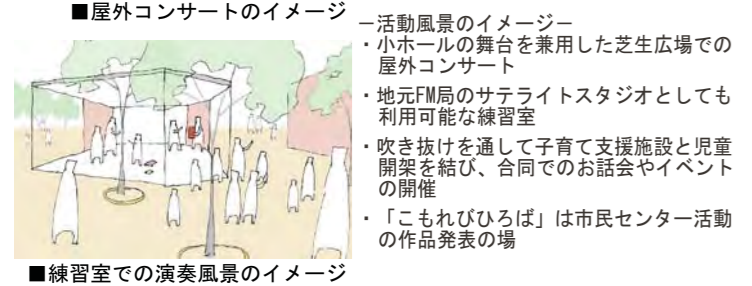 ■屋外コンサートのイメージ
－活動風景のイメージ－
・小ホールの舞台を兼用した芝生広場での
屋外コンサート
・地元FM局のサテライトスタジオとしても
利用可能な練習室
・吹き抜けを通して子育て支援施設と児童
開架を結び、合同でのお話会やイベント
の開催
・「こもれびひろば」は市民センター活動
の作品発表の場
■練習室での演奏風景のイメージ